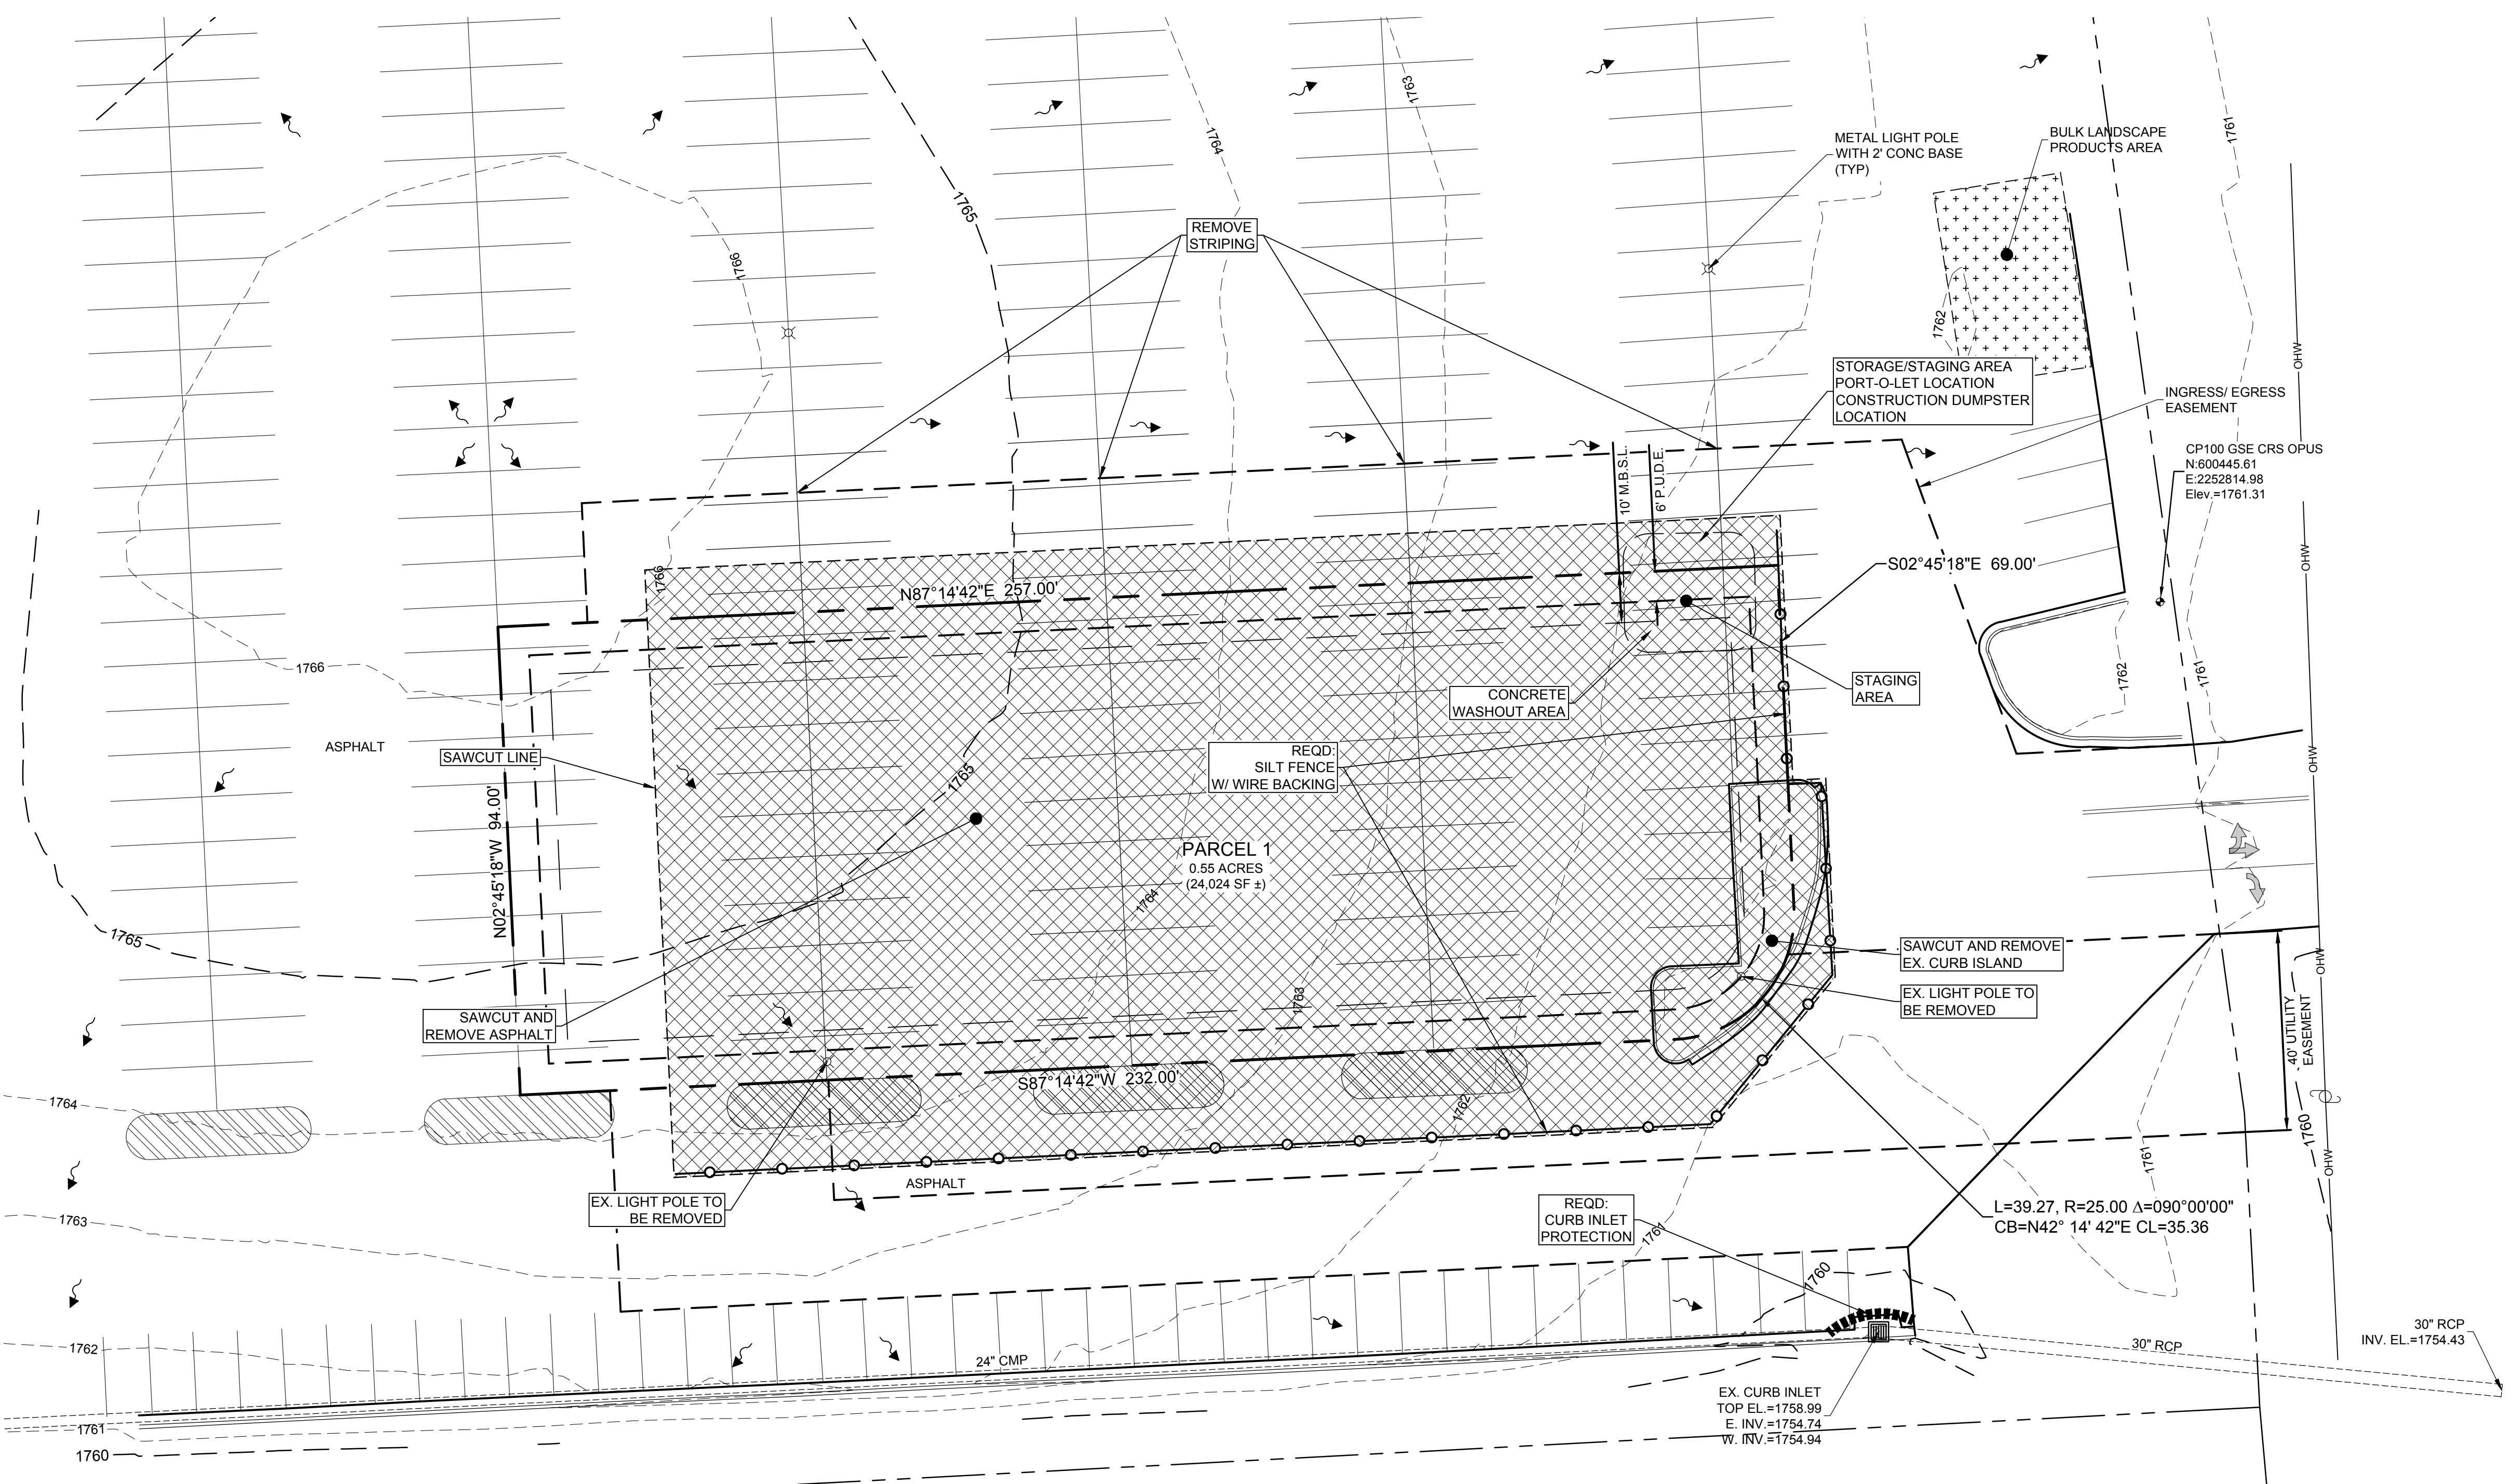 1763
1764
1761
METAL LIGHT POLE
WITH 2' CONC BASE
(TYP)
BULK LANDSCAPE
PRODUCTS AREA
1765
REMOVE
STRIPING
1766
1762
OHW
STORAGE/STAGING AREA
PORT-O-LET LOCATION
CONSTRUCTION DUMPSTER
LOCATION
INGRESS/ EGRESS
EASEMENT
CP100 GSE CRS OPUS
N:600445.61
E:2252814.98
Elev.=1761.31
10' M.B.S.L.
6' P.U.D.E.
OHW
S02°45'18"E  69.00'
1766
N87°14'42"E  257.00'
1766
1762
1761
STAGING
AREA
CONCRETE
WASHOUT AREA
ASPHALT
SAWCUT LINE
REQD:
SILT FENCE
W/ WIRE BACKING
OHW
1765
N02°45'18"W  94.00'
PARCEL 1
0.55 ACRES
(24,024 SF ±)
1764
1765
SAWCUT AND REMOVE
EX. CURB ISLAND
OHW
EX. LIGHT POLE TO
BE REMOVED
1763
SAWCUT AND
REMOVE ASPHALT
40' UTILITY
EASEMENT
S87°14'42"W  232.00'
1764
1762
1760
1761
OHW
ASPHALT
EX. LIGHT POLE TO
BE REMOVED
REQD:
CURB INLET
PROTECTION
L=39.27, R=25.00 Δ=090°00'00"
CB=N42° 14' 42"E CL=35.36
1763
1761
1760
30" RCP
INV. EL.=1754.43
1762
24" CMP
30" RCP
EX. CURB INLET
TOP EL.=1758.99
E. INV.=1754.74
W. INV.=1754.94
1761
1760